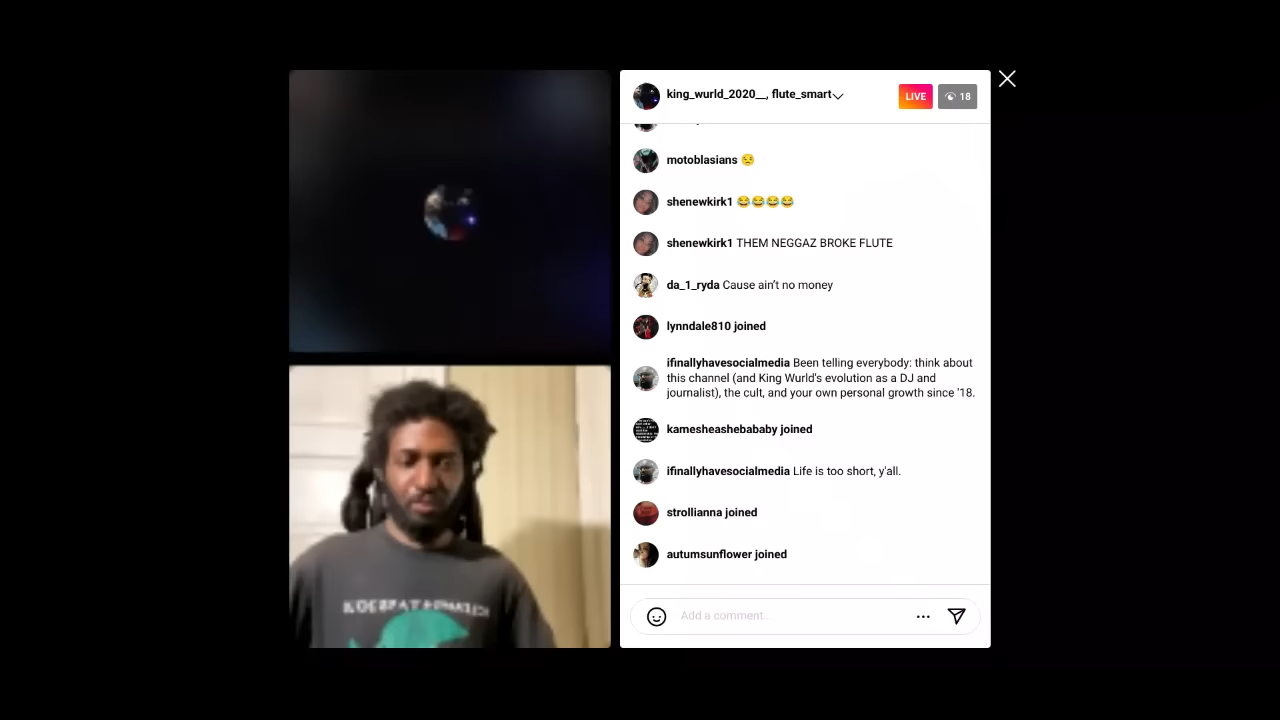 king_wurld_2020__, flute_smart
LIVE
18
motoblasians 😒
shenewkirk1 😂😂😂😂
shenewkirk1 THEM NEGGAZ BROKE FLUTE
da_1_ryda Cause ain’t no money
lynndale810 joined
ifinallyhavesocialmedia Been telling everybody: think about
this channel (and King Wurld's evolution as a DJ and
journalist), the cult, and your own personal growth since '18.
kamesheashebababy joined
ifinallyhavesocialmedia Life is too short, y'all.
strollianna joined
autumsunflower joined
Add a comment..